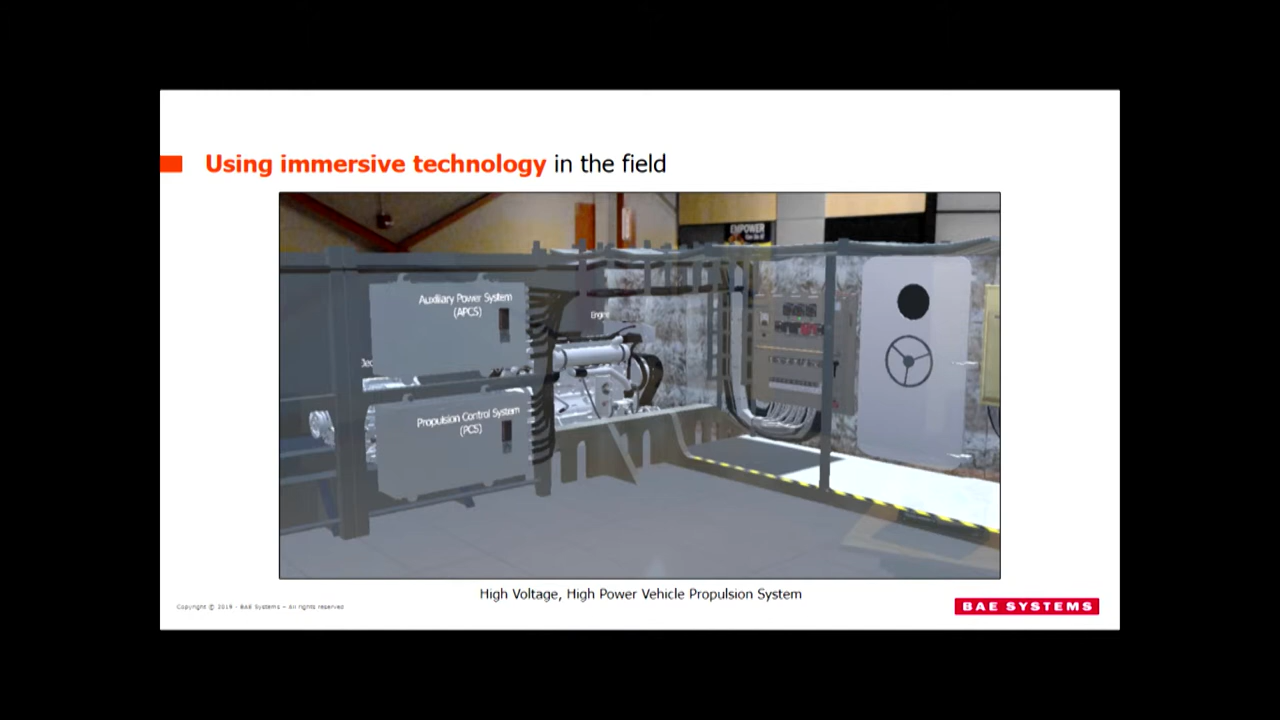 Using immersive technology in the field
EMPOWER
Auxiliary Power System
(APCS)
Engine
Propulsion Control System
(PCS)
High Voltage, High Power Vehicle Propulsion System
Copyright © 2019 - BAE Systems – All rights reserved
BAE SYSTEMS